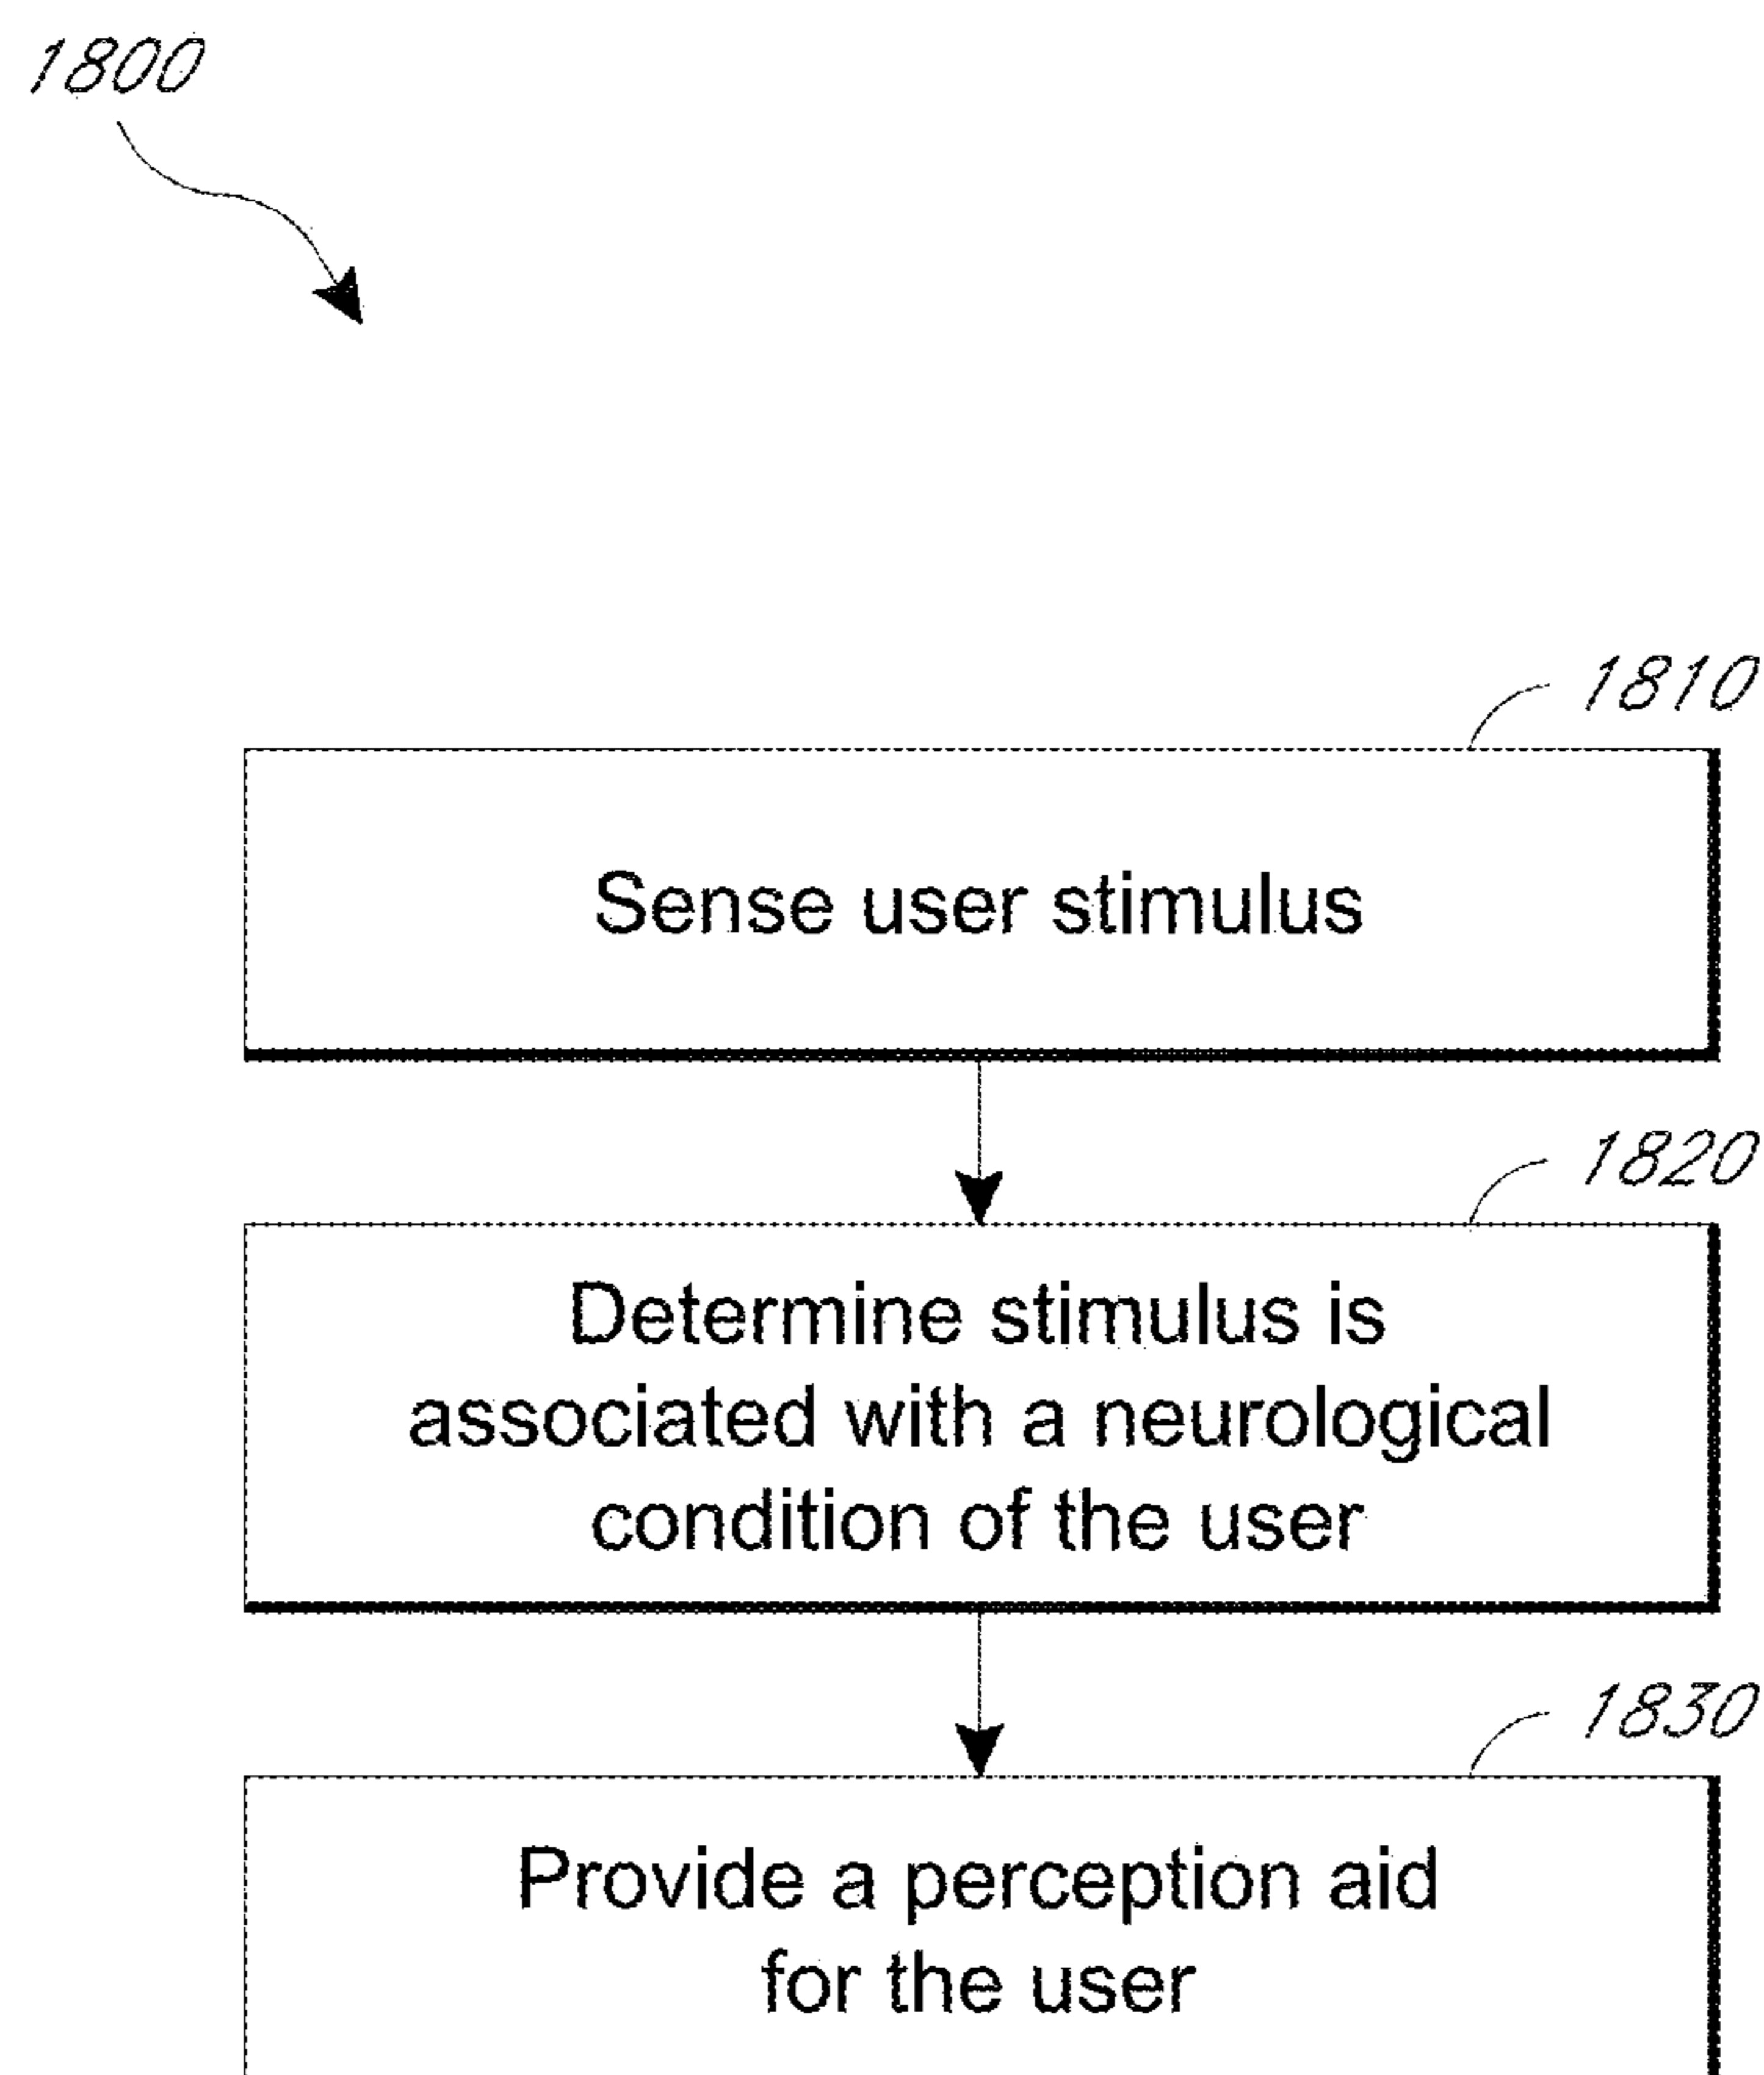 1800
1810
Sense user stimulus
1820
Determine stimulus is
associated with a neurological
condition of the user
1830
Provide a perception aid
for the user